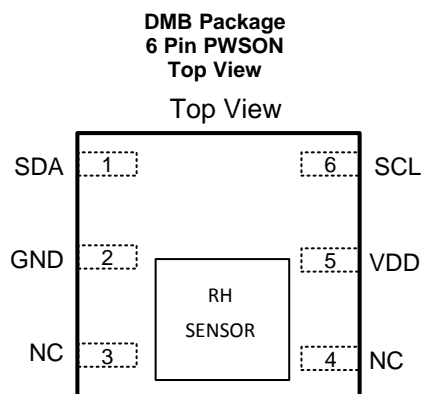 DMB Package
6 Pin PWSON
Top View
Top View
SDA 1 6 SCL
GND 2 5 VDD
RH
SENSOR
NC 3 4 NC